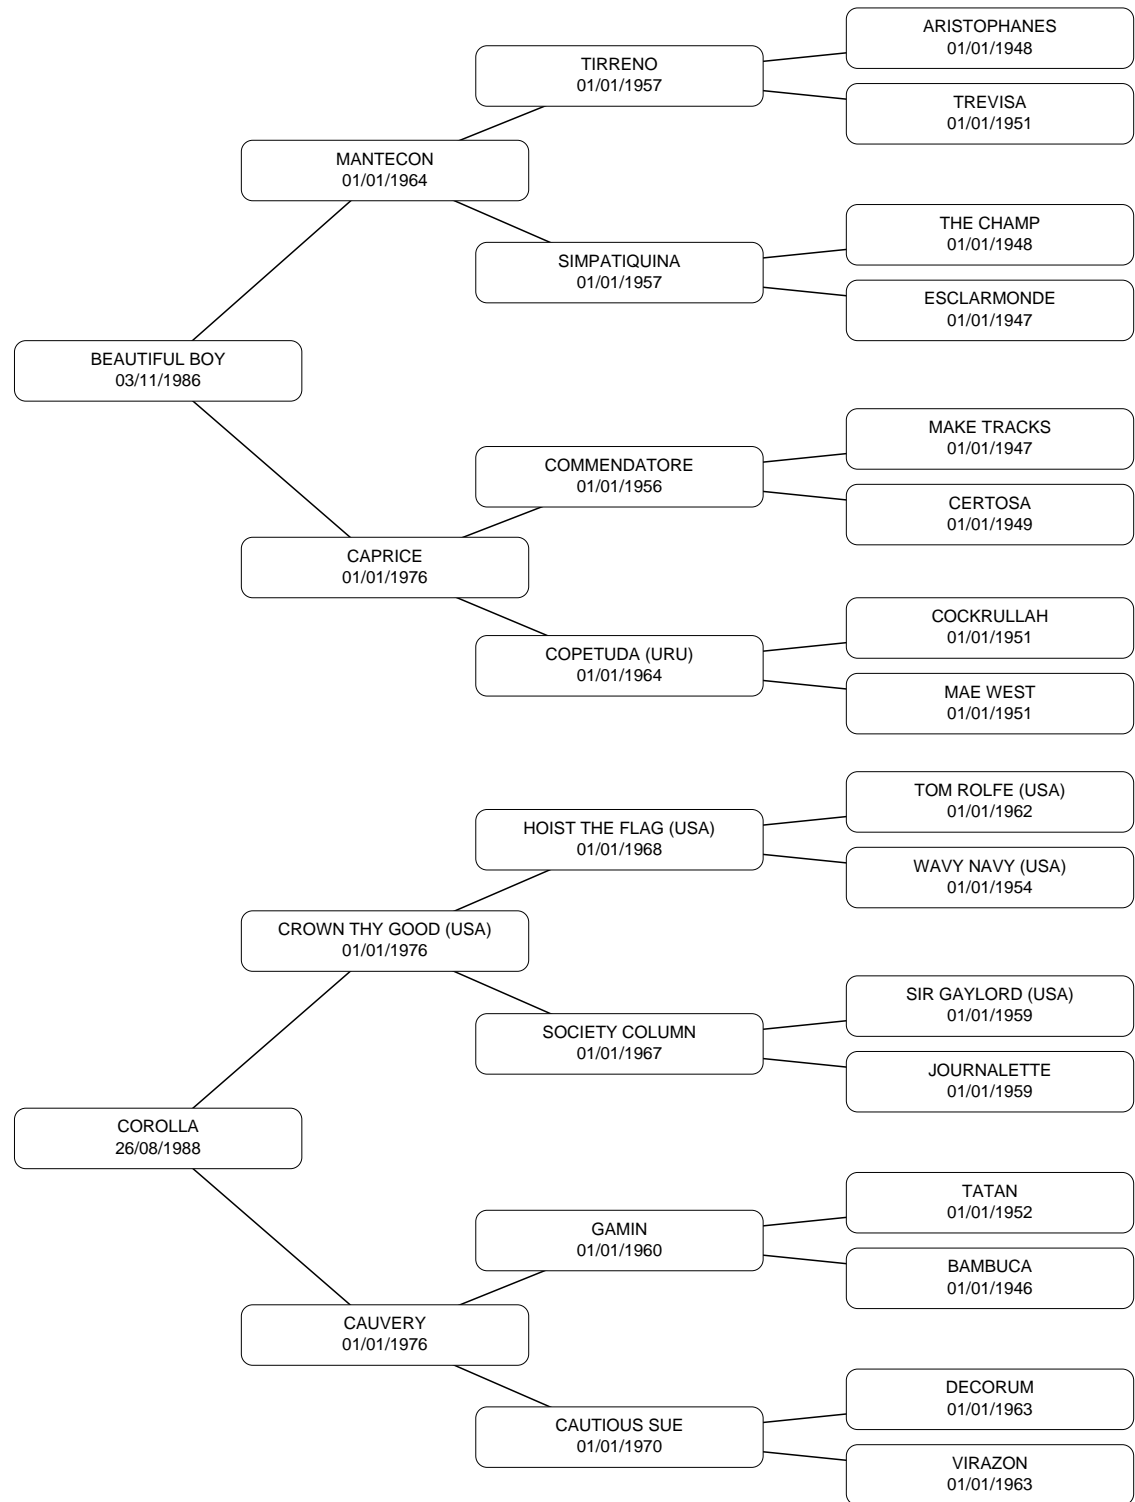 ARISTOPHANES
01/01/1948
TIRRENO
01/01/1957
TREVISA
01/01/1951
MANTECON
01/01/1964
THE CHAMP
01/01/1948
SIMPATIQUINA
01/01/1957
ESCLARMONDE
01/01/1947
BEAUTIFUL BOY
03/11/1986
MAKE TRACKS
01/01/1947
COMMENDATORE
01/01/1956
CERTOSA
01/01/1949
CAPRICE
01/01/1976
COCKRULLAH
01/01/1951
COPETUDA (URU)
01/01/1964
MAE WEST
01/01/1951
TOM ROLFE (USA)
01/01/1962
HOIST THE FLAG (USA)
01/01/1968
WAVY NAVY (USA)
01/01/1954
CROWN THY GOOD (USA)
01/01/1976
SIR GAYLORD (USA)
01/01/1959
SOCIETY COLUMN
01/01/1967
JOURNALETTE
01/01/1959
COROLLA
26/08/1988
TATAN
01/01/1952
GAMIN
01/01/1960
BAMBUCA
01/01/1946
CAUVERY
01/01/1976
DECORUM
01/01/1963
CAUTIOUS SUE
01/01/1970
VIRAZON
01/01/1963